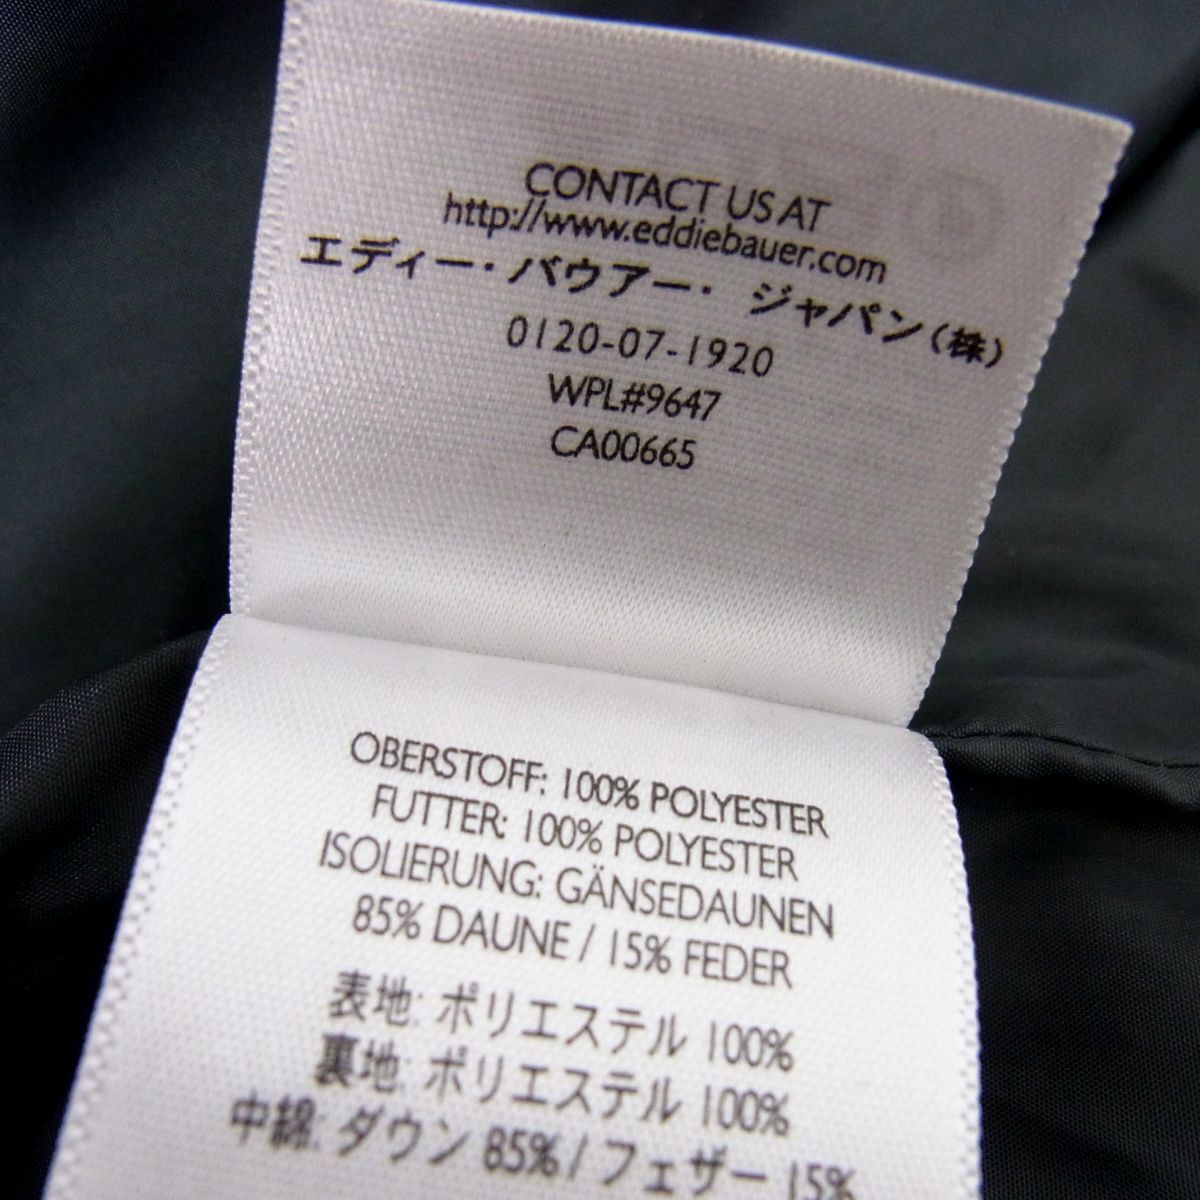 CONTACT US AT
http://www.eddiebauer.com
エディー・バウアー・ ジャパン(株)
0120-07-1920
WPL#9647
CA00665
OBERSTOFF: 100% POLYESTER
FUTTER: 100% POLYESTER
ISOLIERUNG: GÄNSEDAUNEN
85% DAUNE / 15% FEDER
表地: ポリエステル 100%
裏地: ポリエステル 100%
中綿: ダウン 85% / フェザー 15%